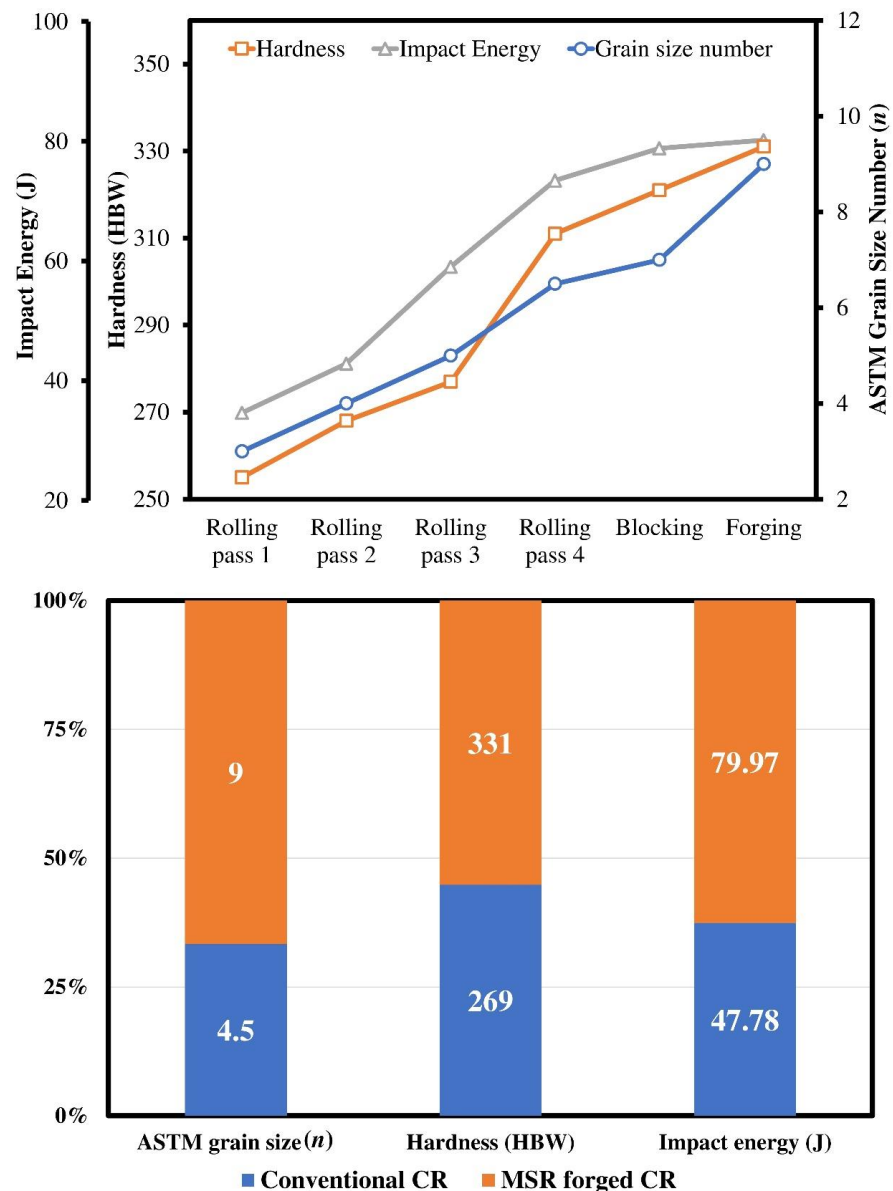 Hardness Impact Energy Grain size number
Impact Energy (J)
100
80
60
40
20
Hardness (HBW)
350
330
310
290
270
250
ASTM Grain Size Number (n)
12
10
8
6
4
2
Rolling pass 1
Rolling pass 2
Rolling pass 3
Rolling pass 4
Blocking
Forging
100%
75%
50%
25%
0%
9
331
79.97
4.5
269
47.78
ASTM grain size (n) Hardness (HBW) Impact energy (J)
Conventional CR MSR forged CR